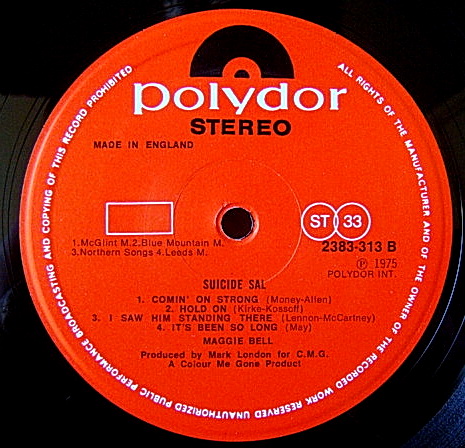 polydor
STEREO
MADE IN ENGLAND
ST 33
1.McGlint M.2.Blue Mountain M.
3.Northern Songs 4.Leeds M.
2383-313 B
Ⓟ 1975
POLYDOR INT.
SUICIDE SAL
1. COMIN' ON STRONG (Money-Allen)
2. HOLD ON (Kirke-Kossoff)
3. I SAW HIM STANDING THERE (Lennon-McCartney)
4. IT'S BEEN SO LONG (May)
MAGGIE BELL
Produced by Mark London for C.M.G.
A Colour Me Gone Product
ALL RIGHTS OF THE MANUFACTURER AND OF THE OWNER OF THE RECORDED WORK RESERVED UNAUTHORIZED PUBLIC PERFORMANCE BROADCASTING AND COPYING OF THIS RECORD PROHIBITED